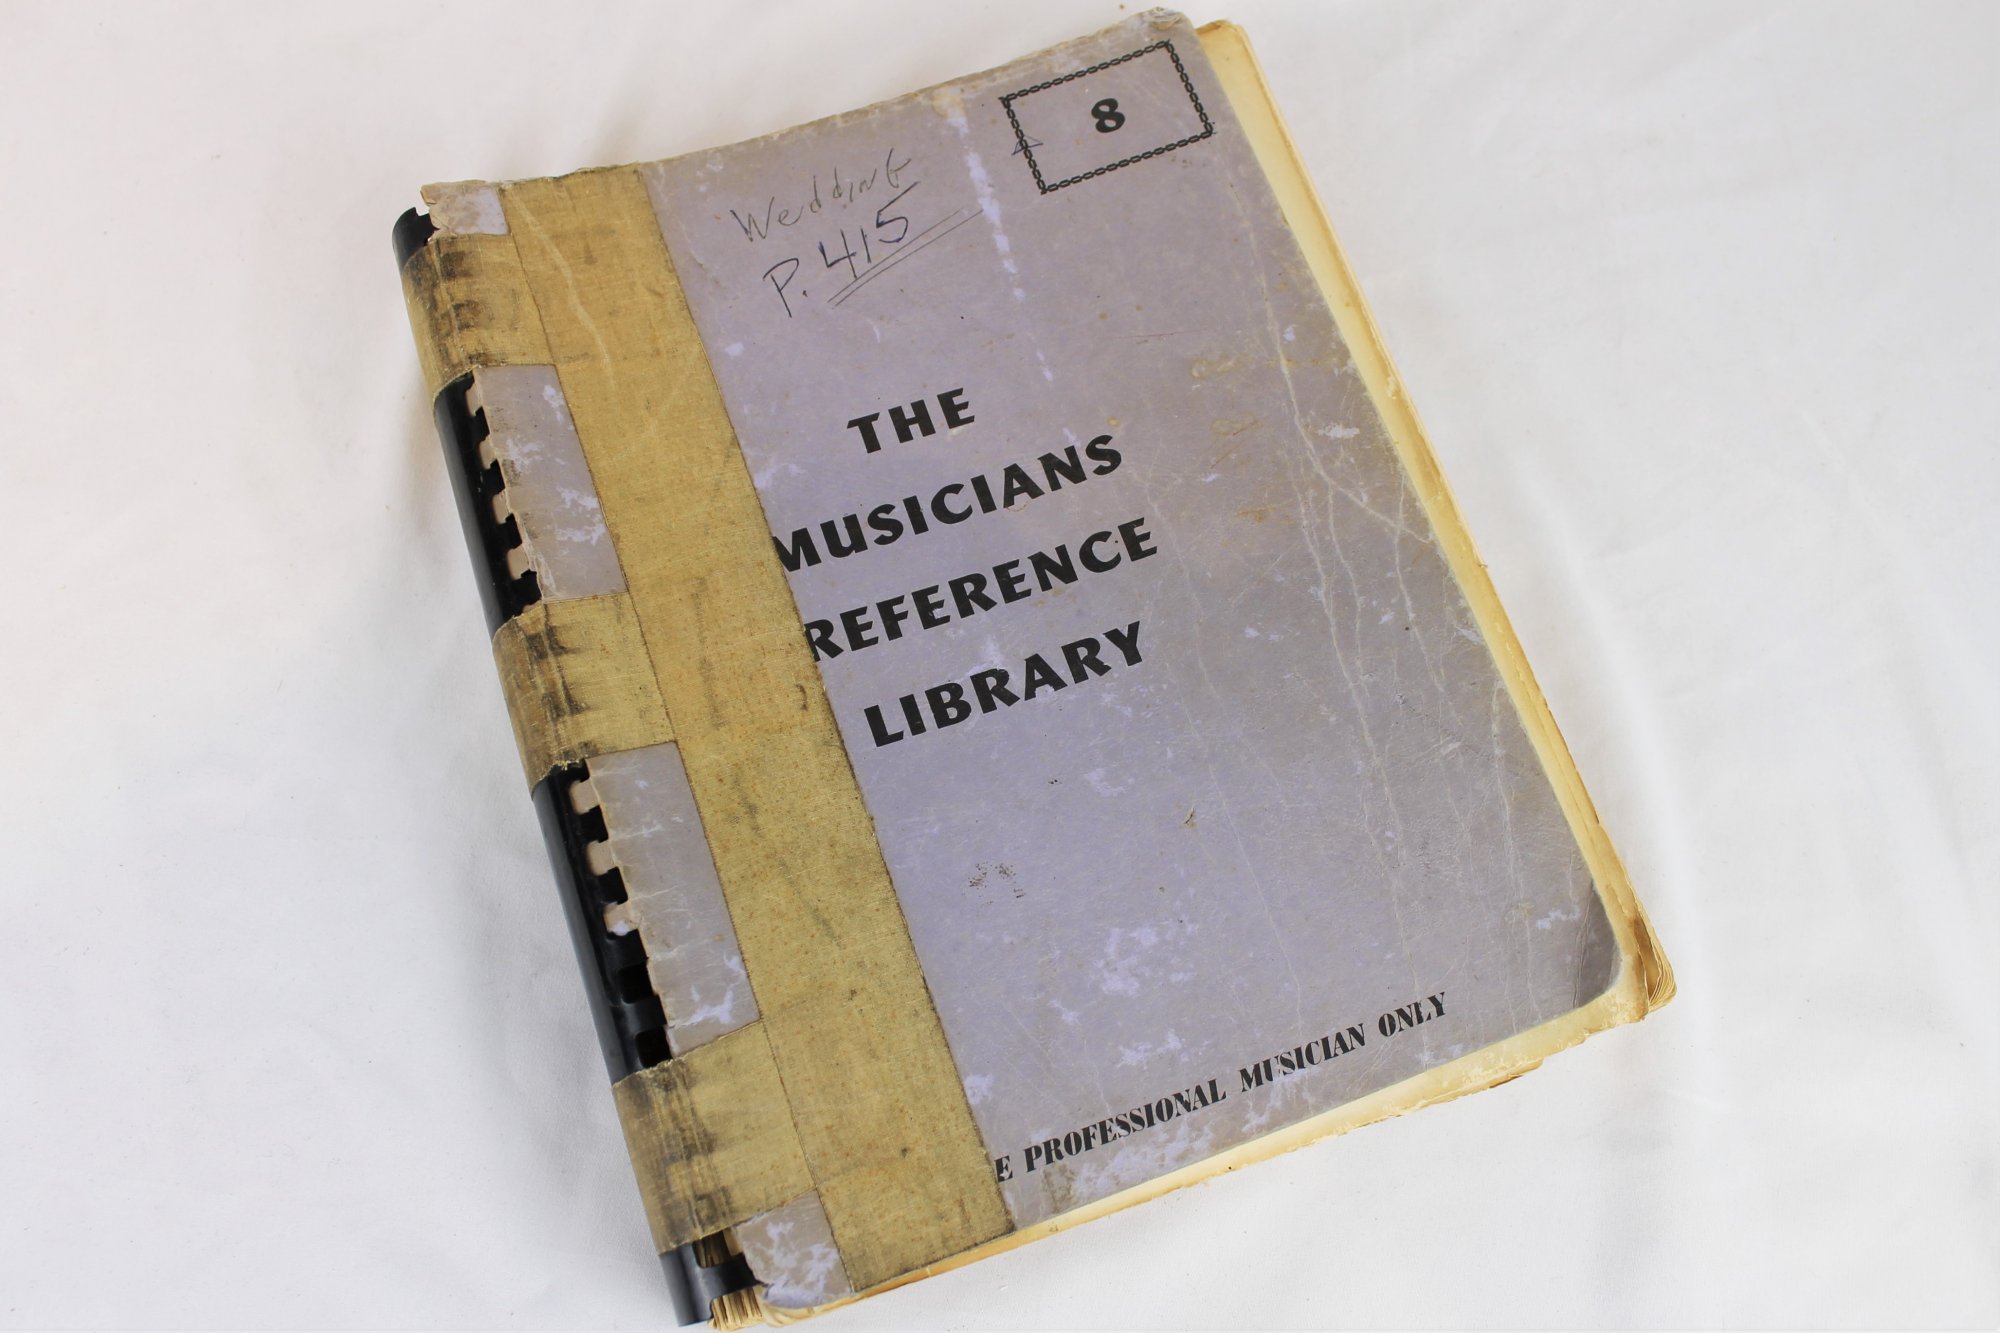 8
Wedding
P. 415
THE
MUSICIANS
REFERENCE
LIBRARY
E PROFESSIONAL MUSICIAN ONLY